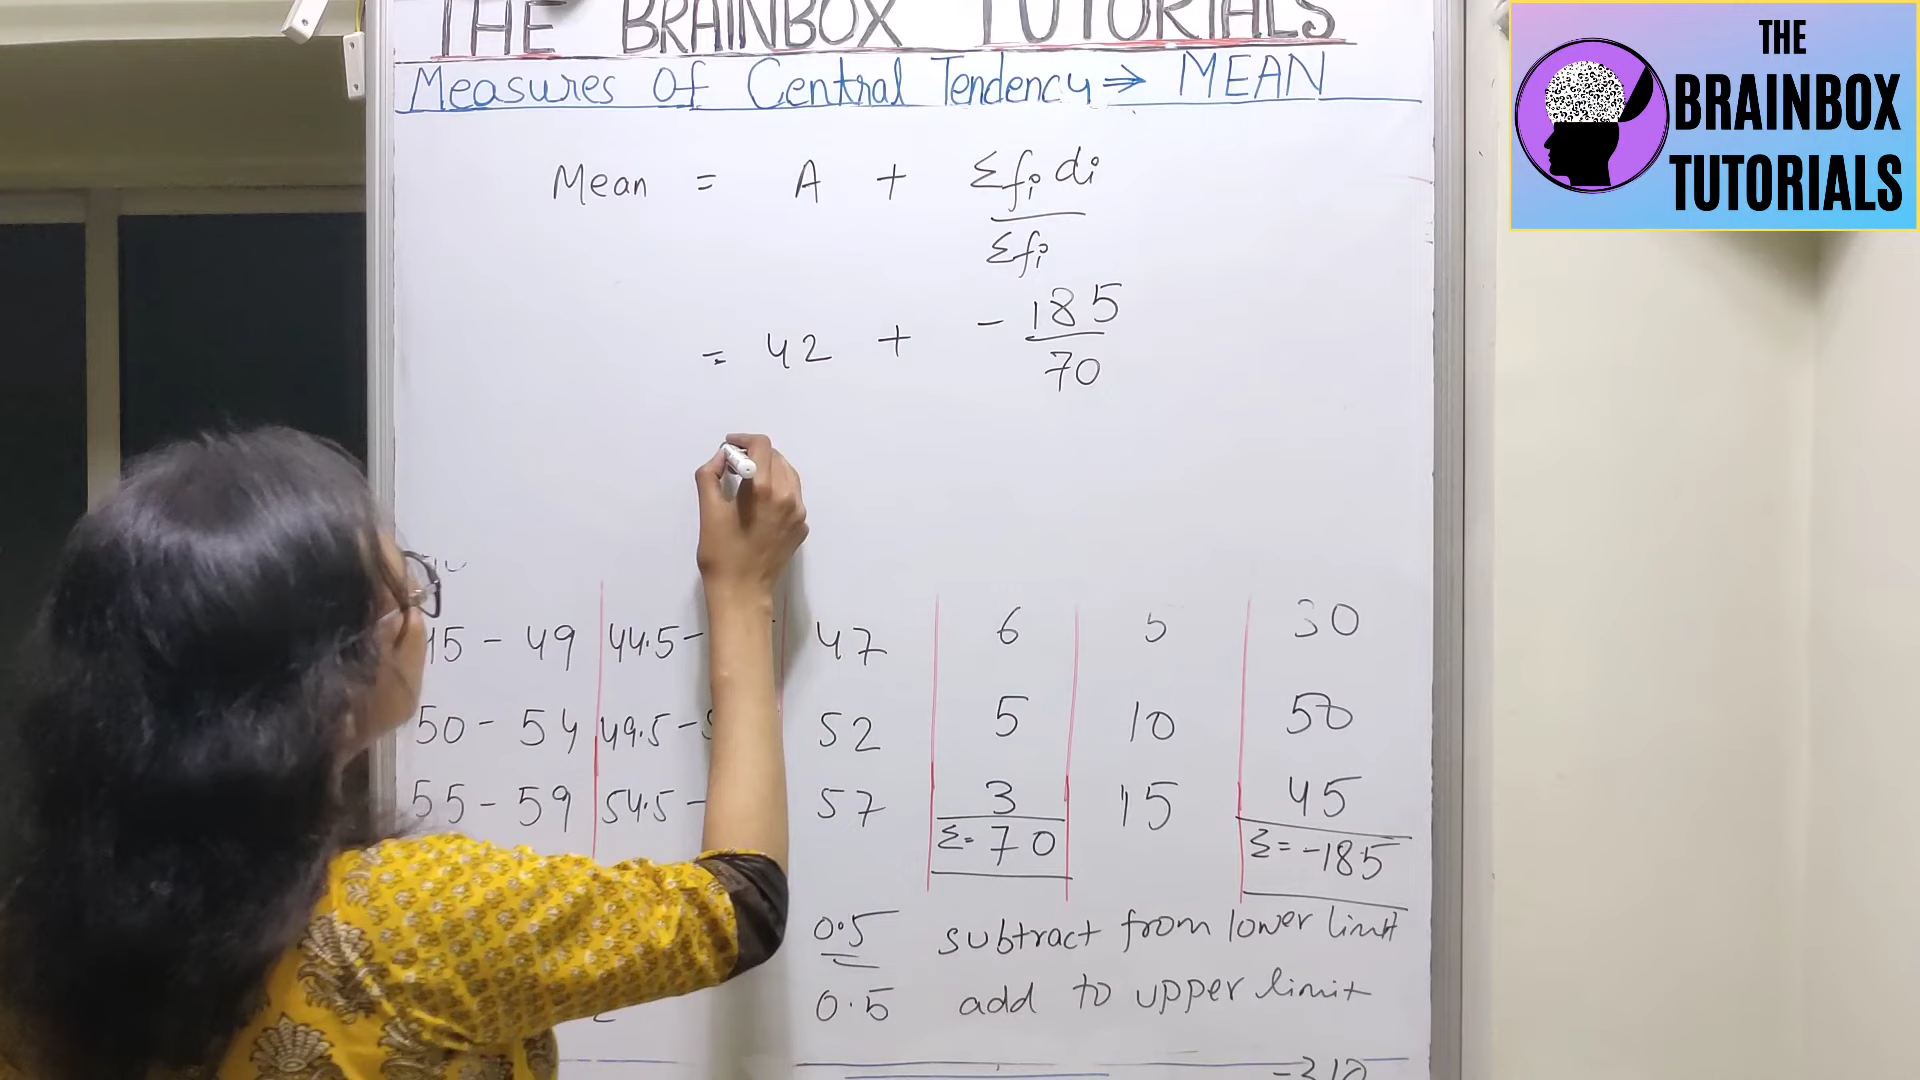 THE BRAINBOX TUTORIALS
Measures Of Central Tendency ⇒ MEAN
Mean = A + Σfidi
Σfi
= 42 + -185
70
45 - 49 44.5- 47 6 5 30
50 - 54 49.5-5 52 5 10 50
55 - 59 54.5- 57 3 15 45
Σ= 70 Σ= -185
0.5 subtract from lower limit
0.5 add to upper limit
-310
THE
BRAINBOX
TUTORIALS